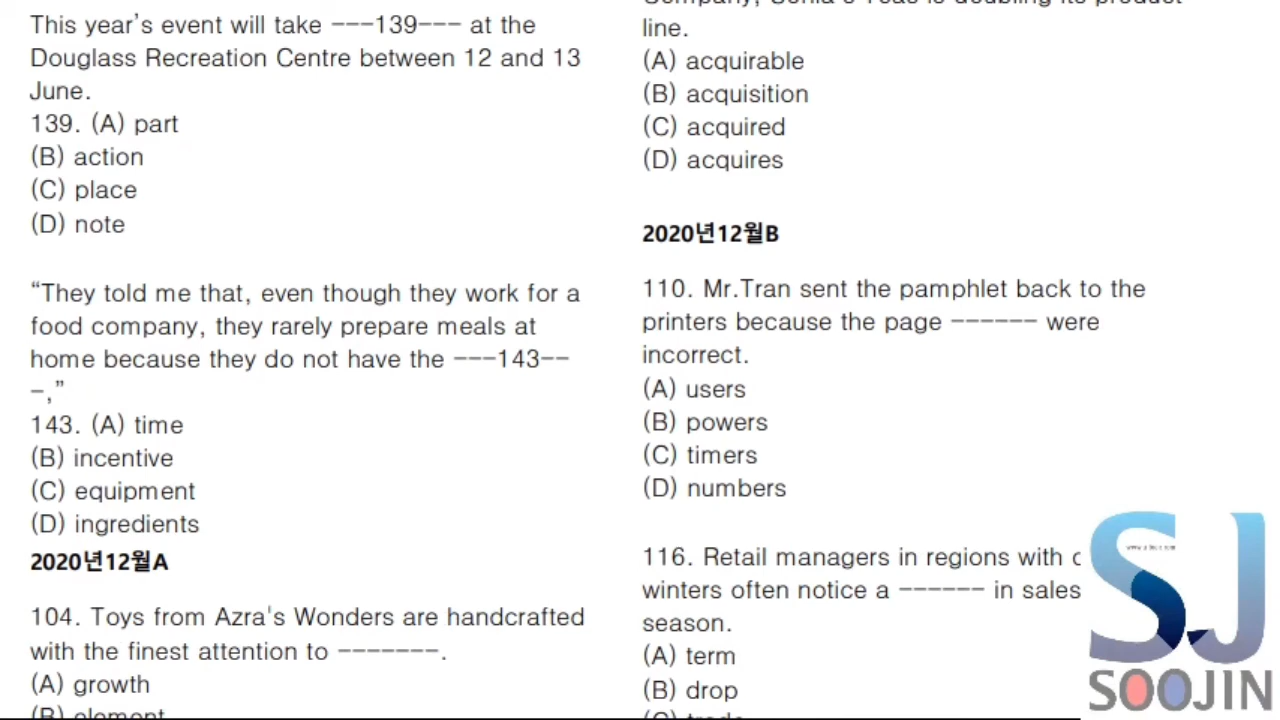 This year's event will take ---139--- at the
Douglass Recreation Centre between 12 and 13
June.
139. (A) part
(B) action
(C) place
(D) note
“They told me that, even though they work for a
food company, they rarely prepare meals at
home because they do not have the ---143--
-,”
143. (A) time
(B) incentive
(C) equipment
(D) ingredients
2020년12월A
104. Toys from Azra's Wonders are handcrafted
with the finest attention to -------.
(A) growth
(B) element
line.
(A) acquirable
(B) acquisition
(C) acquired
(D) acquires
2020년12월B
110. Mr.Tran sent the pamphlet back to the
printers because the page ------ were
incorrect.
(A) users
(B) powers
(C) timers
(D) numbers
116. Retail managers in regions with
winters often notice a ------ in sales
season.
(A) term
(B) drop
SJ
SOOJIN